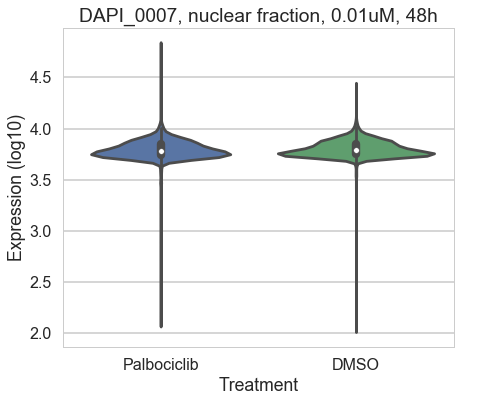 DAPI_0007, nuclear fraction, 0.01uM, 48h
Expression (log10)
4.5
4.0
3.5
3.0
2.5
2.0
Palbociclib DMSO
Treatment